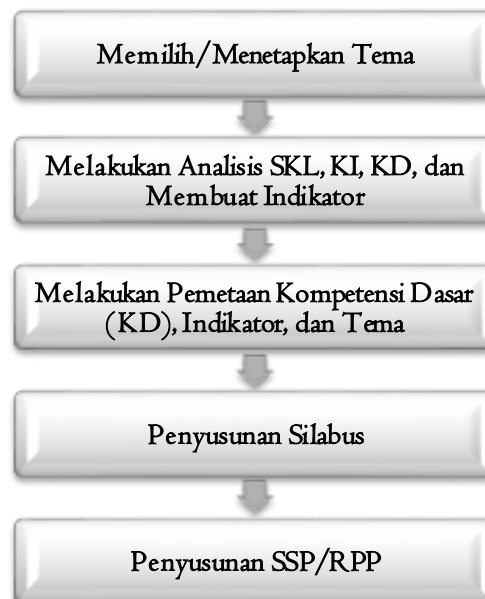 Memilih/Menetapkan Tema
Melakukan Analisis SKL, KI, KD, dan
Membuat Indikator
Melakukan Pemetaan Kompetensi Dasar
(KD), Indikator, dan Tema
Penyusunan Silabus
Penyusunan SSP/RPP